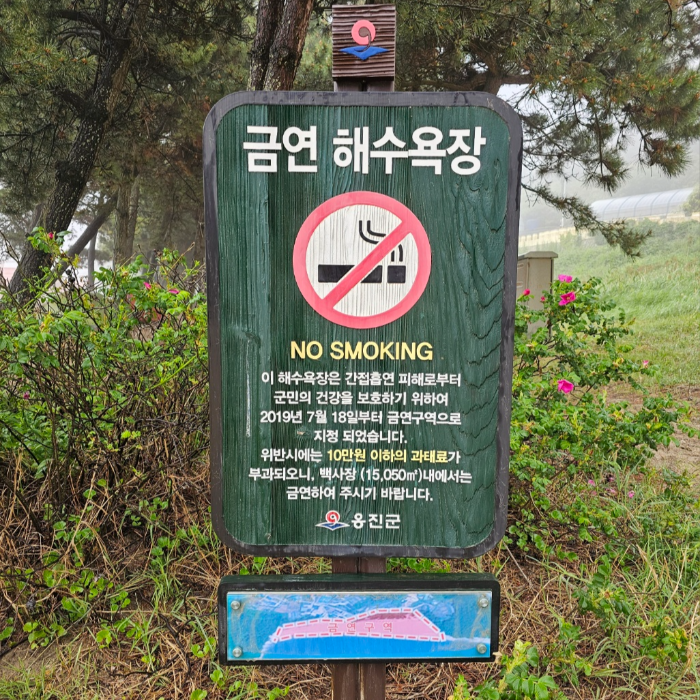 금연 해수욕장
NO SMOKING
이 해수욕장은 간접흡연 피해로부터
군민의 건강을 보호하기 위하여
2019년 7월 18일부터 금연구역으로
지정 되었습니다.
위반시에는 10만원 이하의 과태료가
부과되오니, 백사장 (15,050㎡)내에서는
금연하여 주시기 바랍니다.
옹진군
금연구역